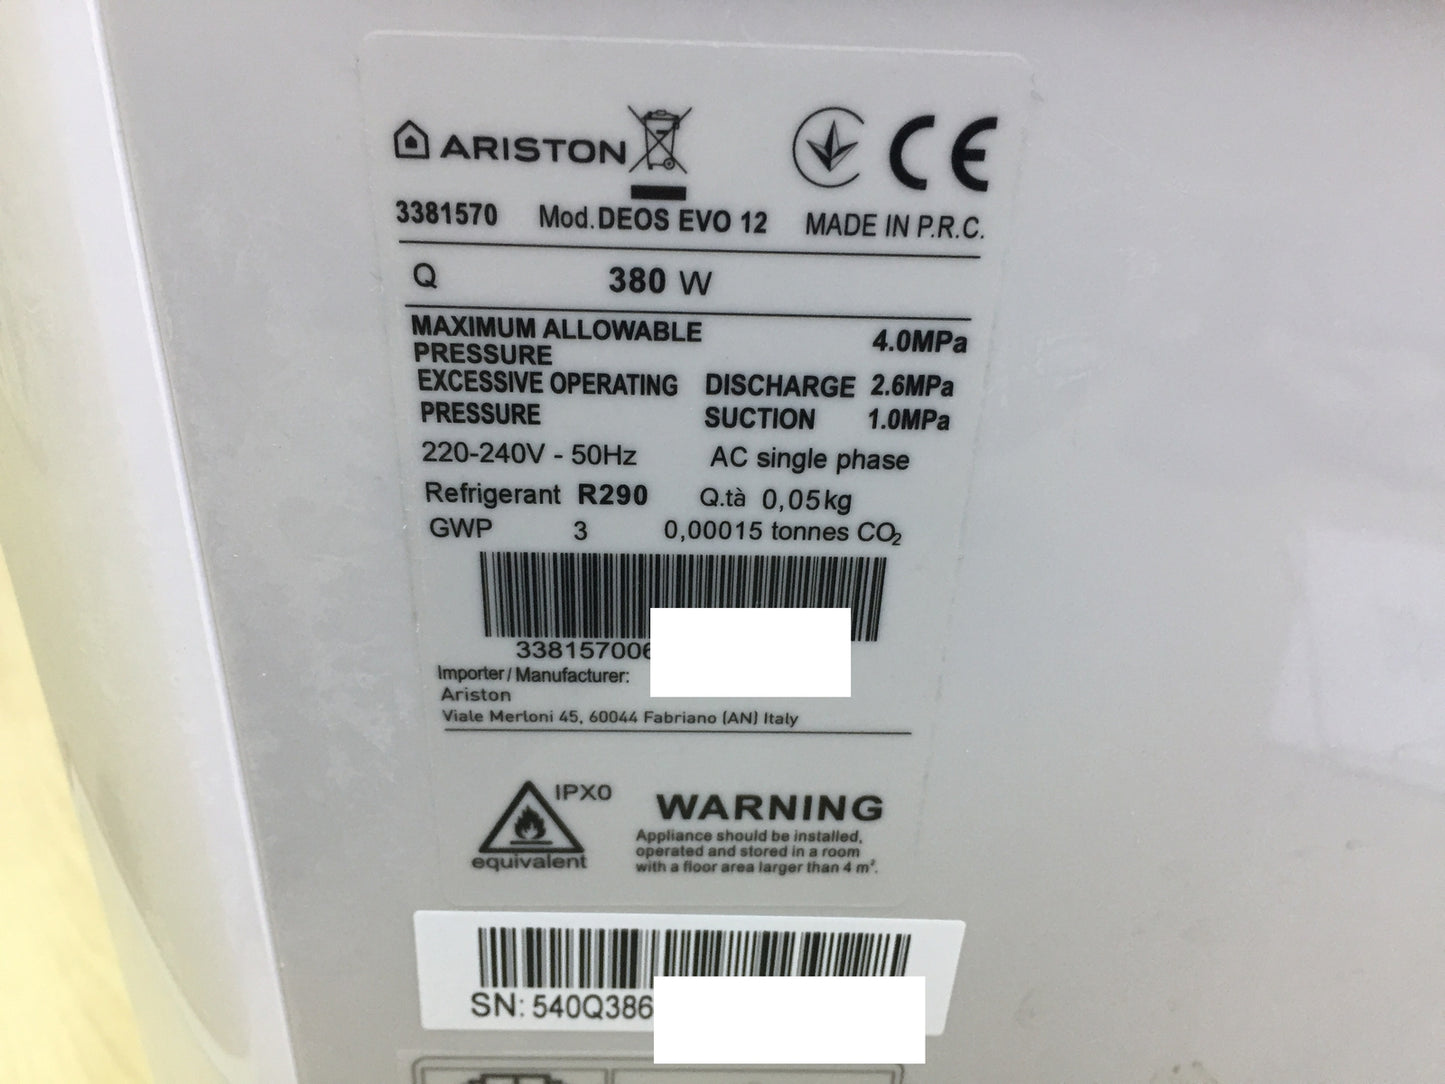 ARISTON
3381570 Mod. DEOS EVO 12 MADE IN P.R.C.
Q 380 W
MAXIMUM ALLOWABLE
PRESSURE 4.0MPa
EXCESSIVE OPERATING DISCHARGE 2.6MPa
PRESSURE SUCTION 1.0MPa
220-240V - 50Hz AC single phase
Refrigerant R290 Q.tà 0,05kg
GWP 3 0,00015 tonnes CO₂
338157006
Importer / Manufacturer:
Ariston
Viale Merloni 45, 60044 Fabriano (AN) Italy
IPX0
equivalent
WARNING
Appliance should be installed,
operated and stored in a room
with a floor area larger than 4 m².
SN: 540Q386